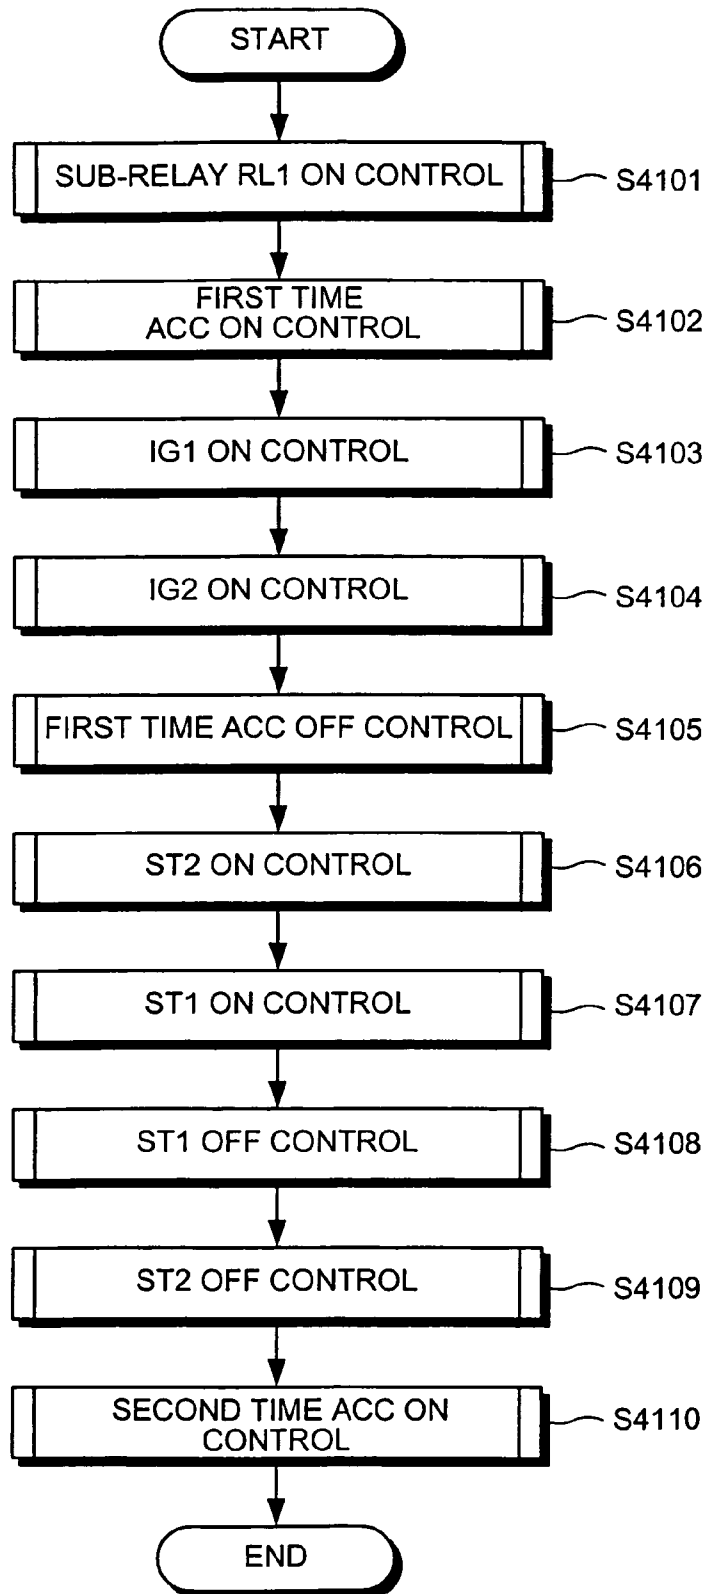 START
SUB-RELAY RL1 ON CONTROL
S4101
FIRST TIME
ACC ON CONTROL
S4102
IG1 ON CONTROL
S4103
IG2 ON CONTROL
S4104
FIRST TIME ACC OFF CONTROL
S4105
ST2 ON CONTROL
S4106
ST1 ON CONTROL
S4107
ST1 OFF CONTROL
S4108
ST2 OFF CONTROL
S4109
SECOND TIME ACC ON
CONTROL
S4110
END